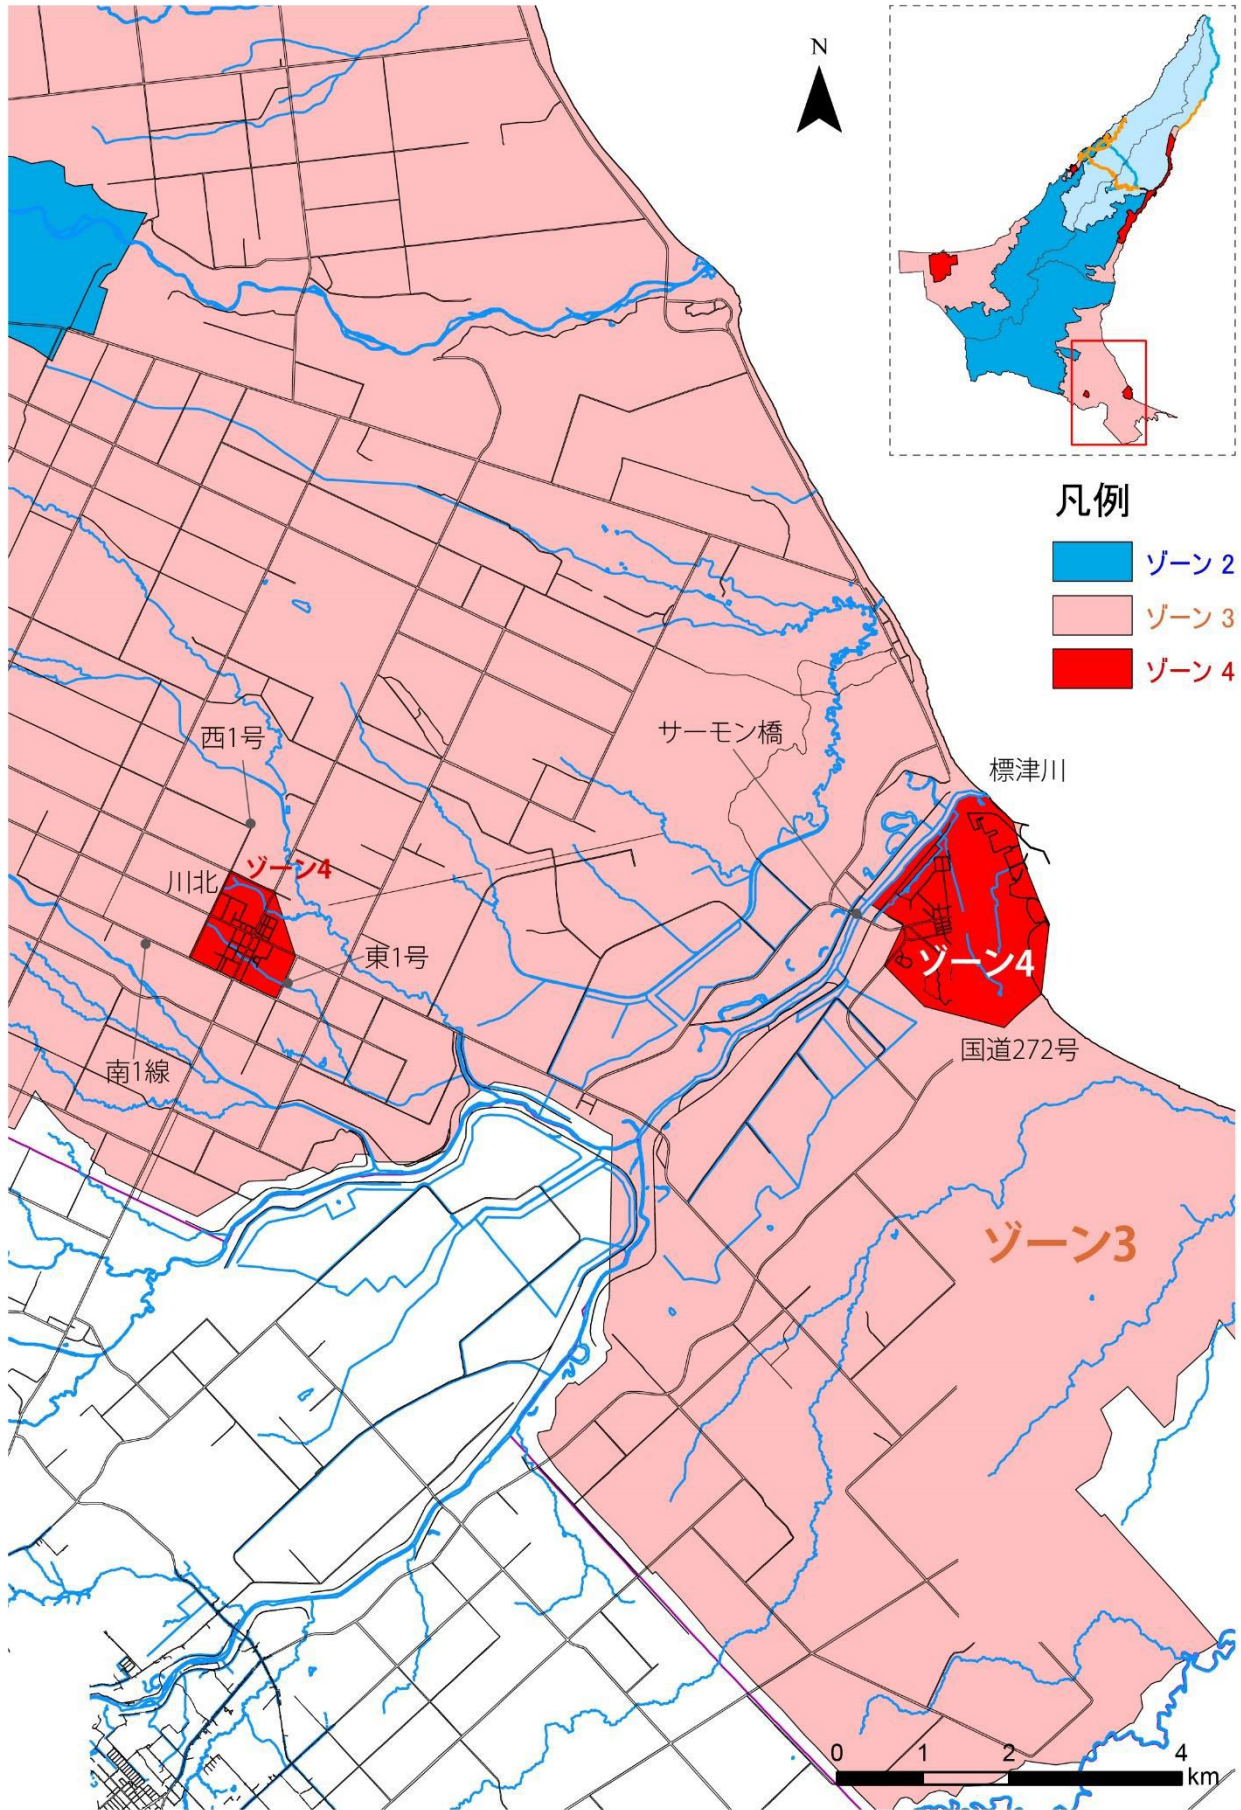 N
凡例
ゾーン 2
ゾーン 3
ゾーン 4
西1号
サーモン橋
標津川
川北
ゾーン4
東1号
ゾーン4
南1線
国道272号
ゾーン3
0 1 2 4
km